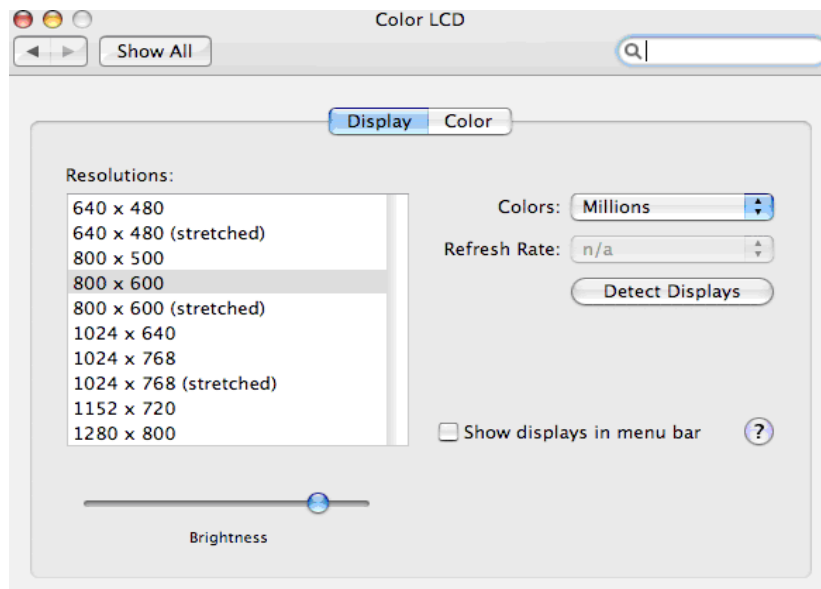 Color LCD
Show All
Display Color
Resolutions:
640 x 480
640 x 480 (stretched)
800 x 500
800 x 600
800 x 600 (stretched)
1024 x 640
1024 x 768
1024 x 768 (stretched)
1152 x 720
1280 x 800
Colors: Millions
Refresh Rate: n/a
Detect Displays
Show displays in menu bar ?
Brightness